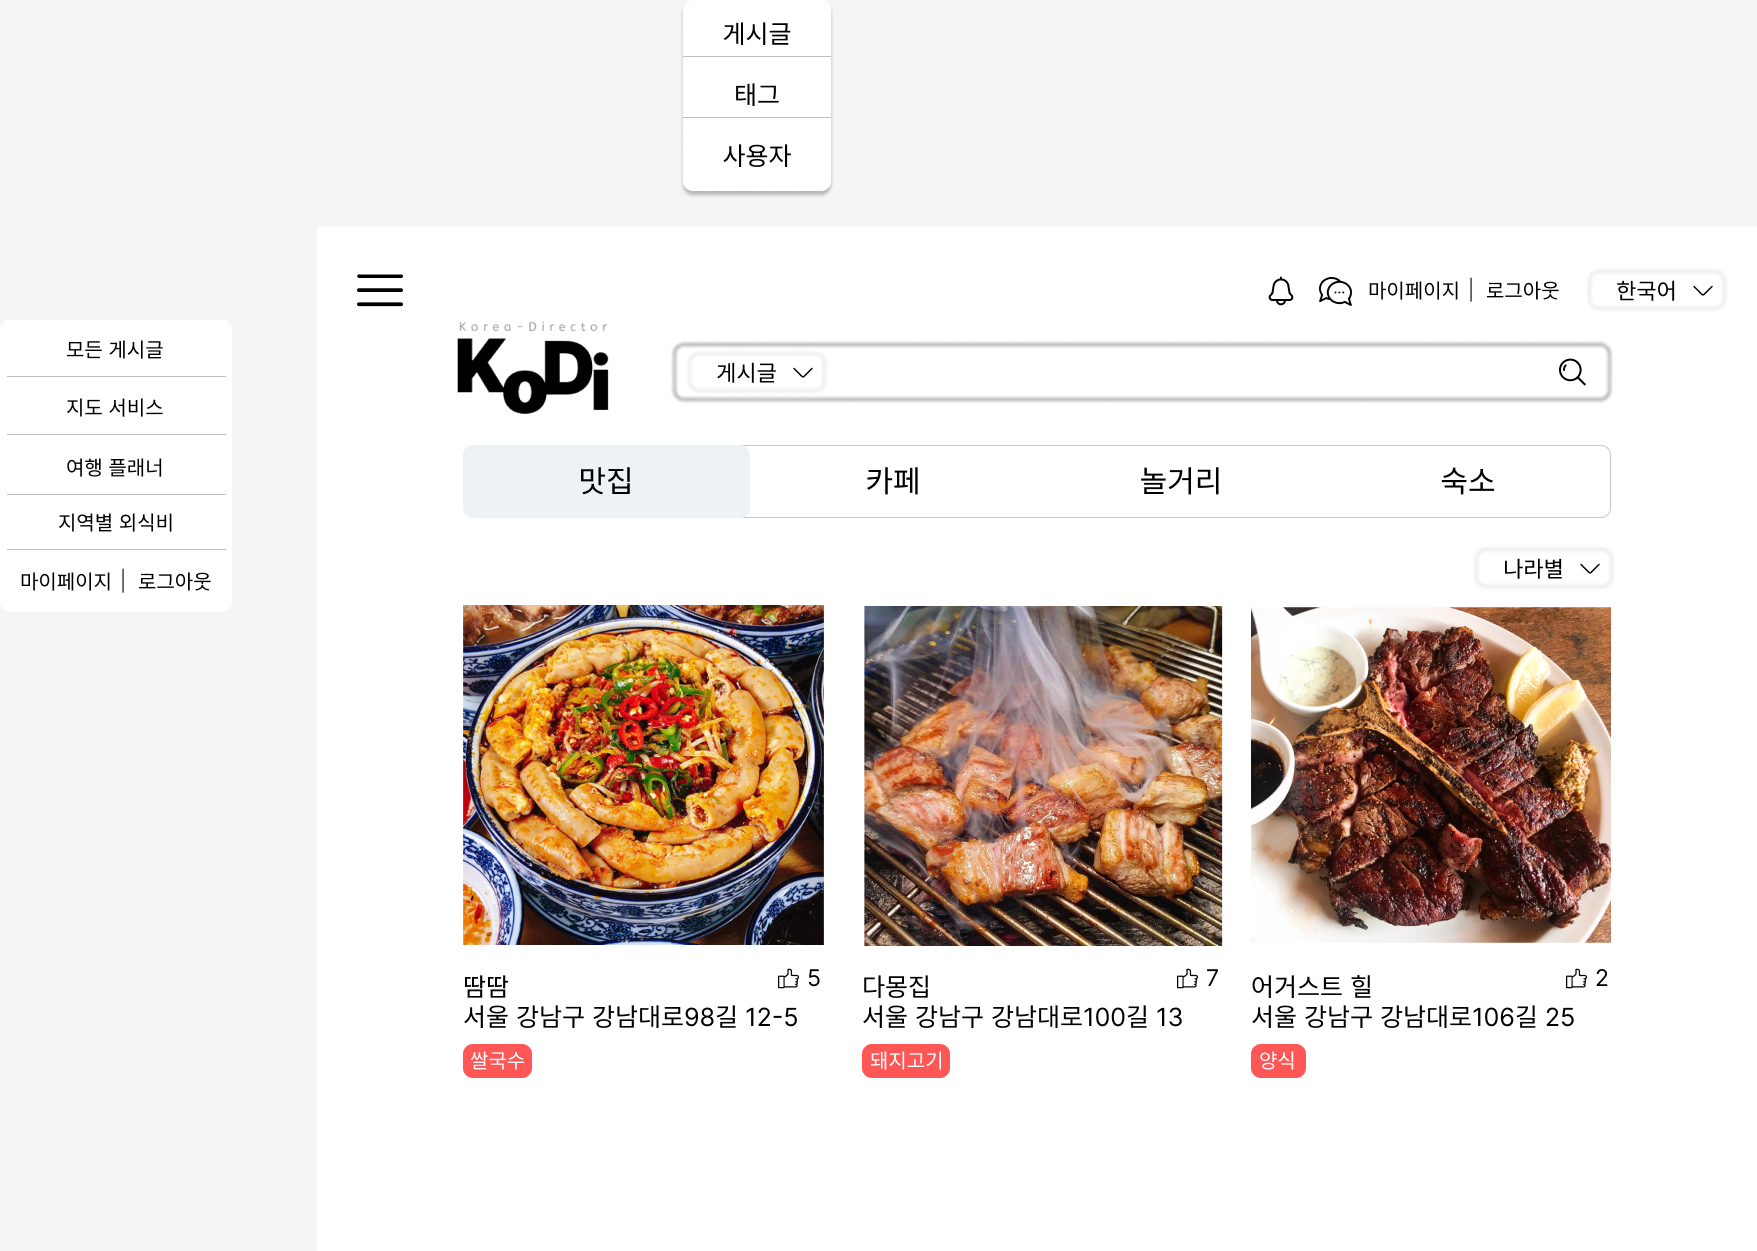 게시글
태그
사용자
마이페이지 | 로그아웃
한국어
모든 게시글
지도 서비스
여행 플래너
지역별 외식비
마이페이지 | 로그아웃
Korea-Director
KoDi
게시글
맛집
카페
놀거리
숙소
나라별
땀땀
5
서울 강남구 강남대로98길 12-5
쌀국수
다몽집
7
서울 강남구 강남대로100길 13
돼지고기
어거스트 힐
2
서울 강남구 강남대로106길 25
양식